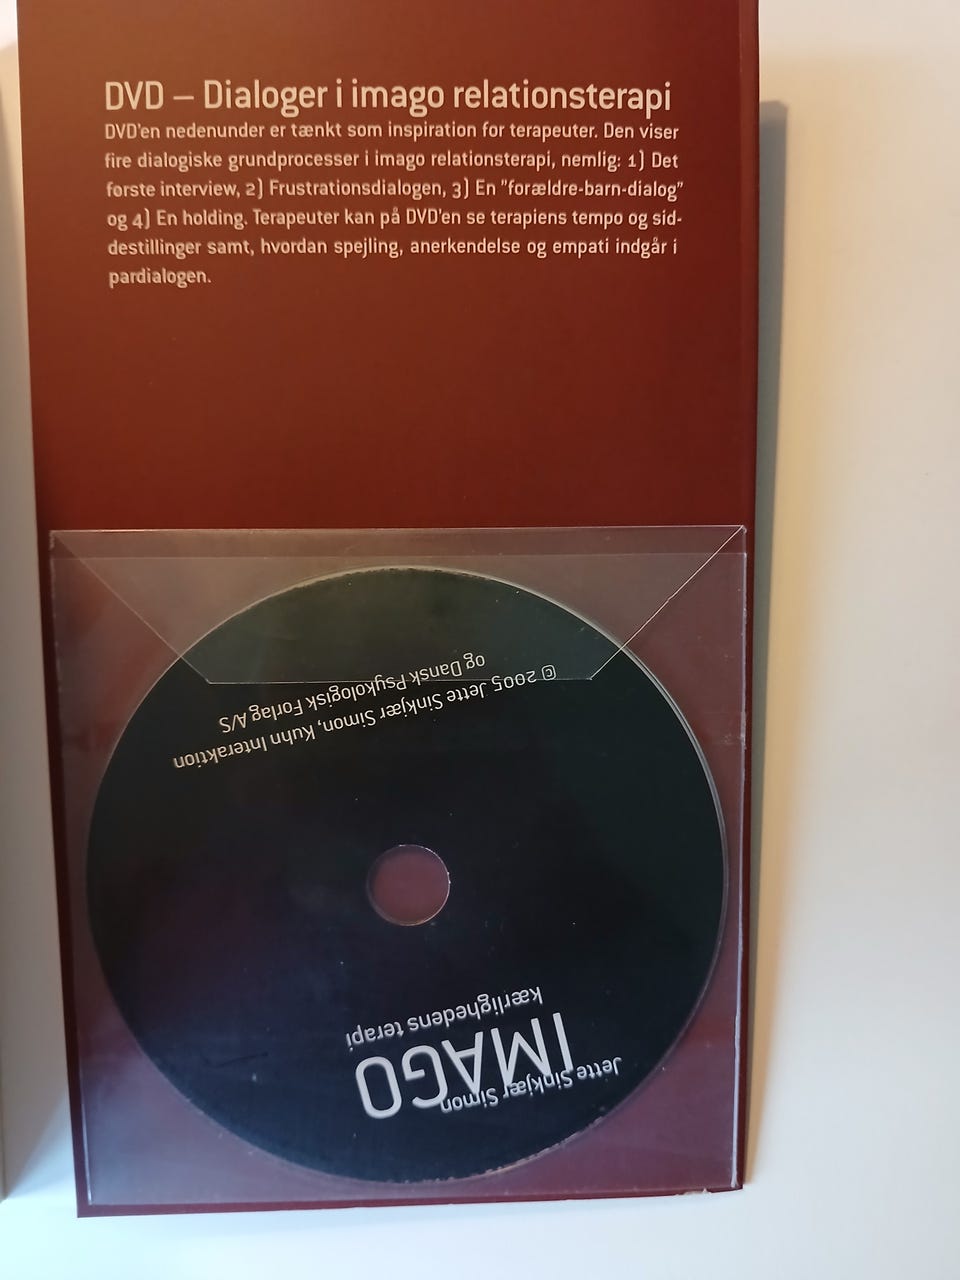 DVD – Dialoger i imago relationsterapi
DVD'en nedenunder er tænkt som inspiration for terapeuter. Den viser
fire dialogiske grundprocesser i imago relationsterapi, nemlig: 1) Det
første interview, 2) Frustrationsdialogen, 3) En "forældre-barn-dialog"
og 4) En holding. Terapeuter kan på DVD'en se terapiens tempo og sid-
destillinger samt, hvordan spejling, anerkendelse og empati indgår i
pardialogen.
Jette Sinkjær Simon
IMAGO
kærlighedens terapi
© 2005 Jette Sinkjær Simon, Kuhn Interaktion
og Dansk Psykologisk Forlag A/S